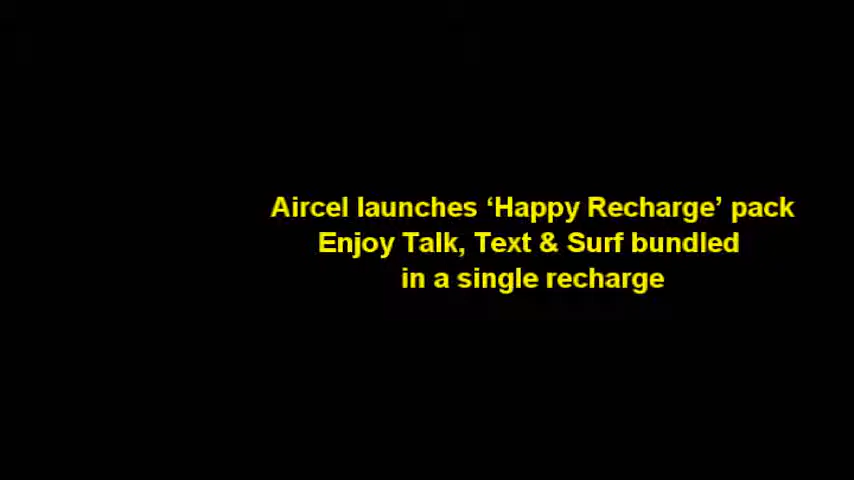 Aircel launches ‘Happy Recharge’ pack
Enjoy Talk, Text & Surf bundled
in a single recharge